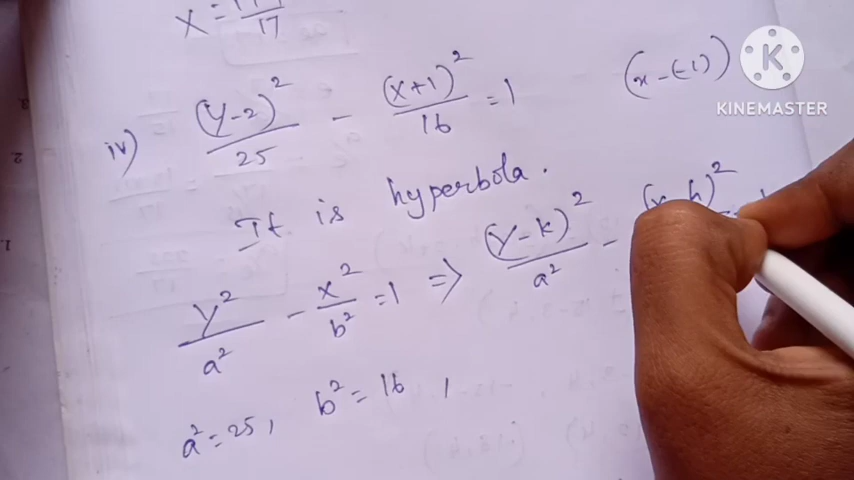 x = 17
iv) (y-2)²/25 - (x+1)²/16 = 1 (x-(-1))
It is hyperbola.
y²/a² - x²/b² = 1 ⇒ (y-k)²/a² - (x-h)²
a² = 25, b² = 16,
KINEMASTER